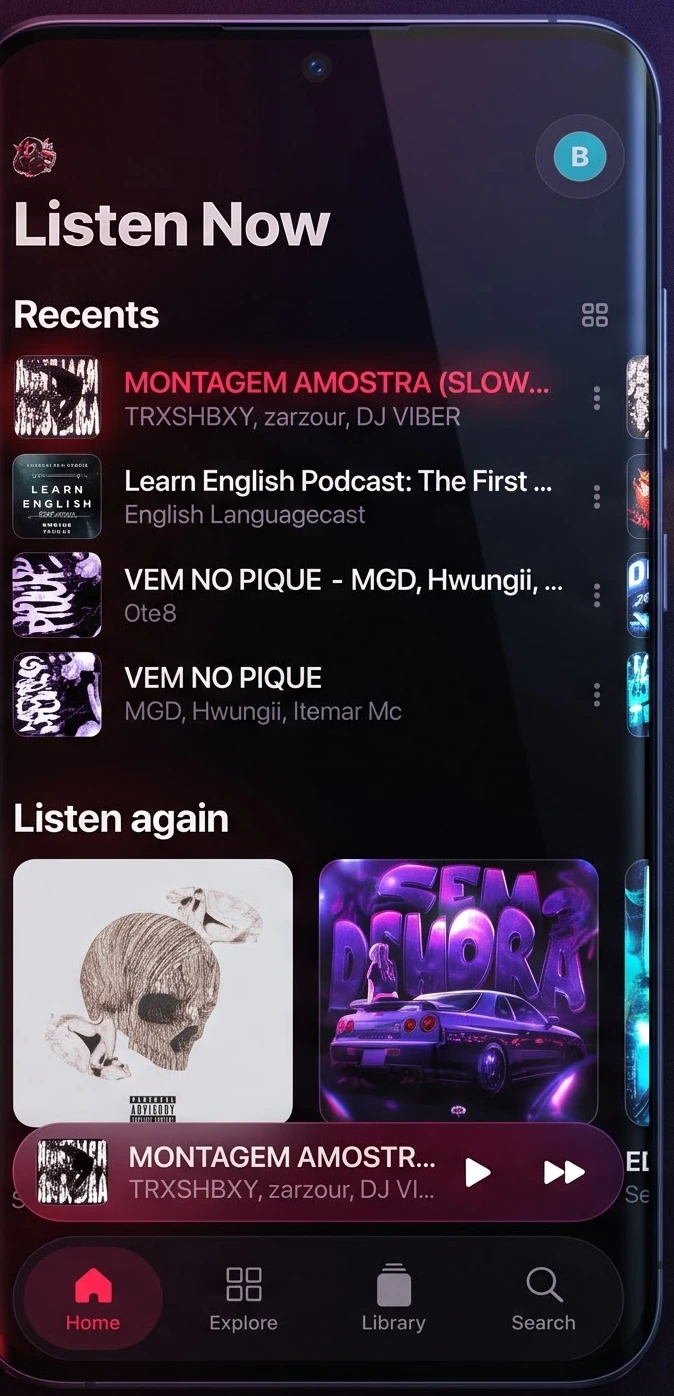 B
Listen Now
Recents
MONTAGEM AMOSTRA (SLOW...
TRXSHBXY, zarzour, DJ VIBER
LEARN
ENGLISH
Learn English Podcast: The First ...
English Languagecast
VEM NO PIQUE - MGD, Hwungii, ...
Ote8
VEM NO PIQUE
MGD, Hwungii, Itemar Mc
Listen again
SEM
DEMORA
MONTAGEM AMOSTR...
TRXSHBXY, zarzour, DJ VI...
Home
Explore
Library
Search